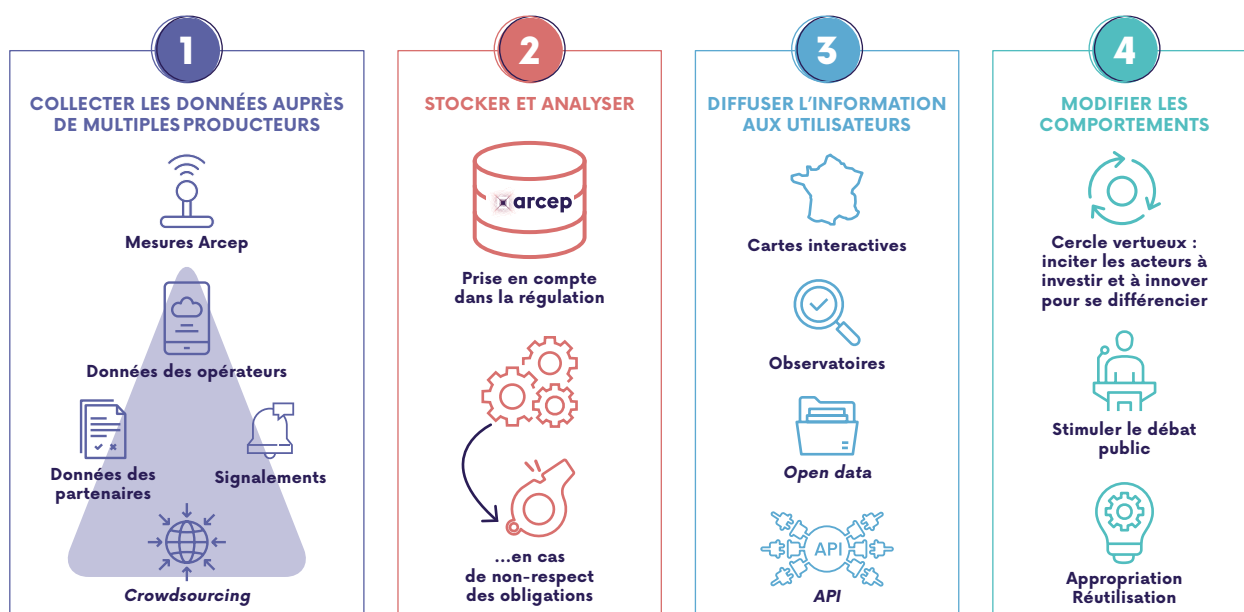 1
COLLECTER LES DONNÉES AUPRÈS
DE MULTIPLES PRODUCTEURS
Mesures Arcep
Données des opérateurs
Données des
partenaires
Signalements
Crowdsourcing
2
STOCKER ET ANALYSER
arcep
Prise en compte
dans la régulation
...en cas
de non-respect
des obligations
3
DIFFUSER L’INFORMATION
AUX UTILISATEURS
Cartes interactives
Observatoires
Open data
API
API
4
MODIFIER LES
COMPORTEMENTS
Cercle vertueux :
inciter les acteurs à
investir et à innover
pour se différencier
Stimuler le débat
public
Appropriation
Réutilisation